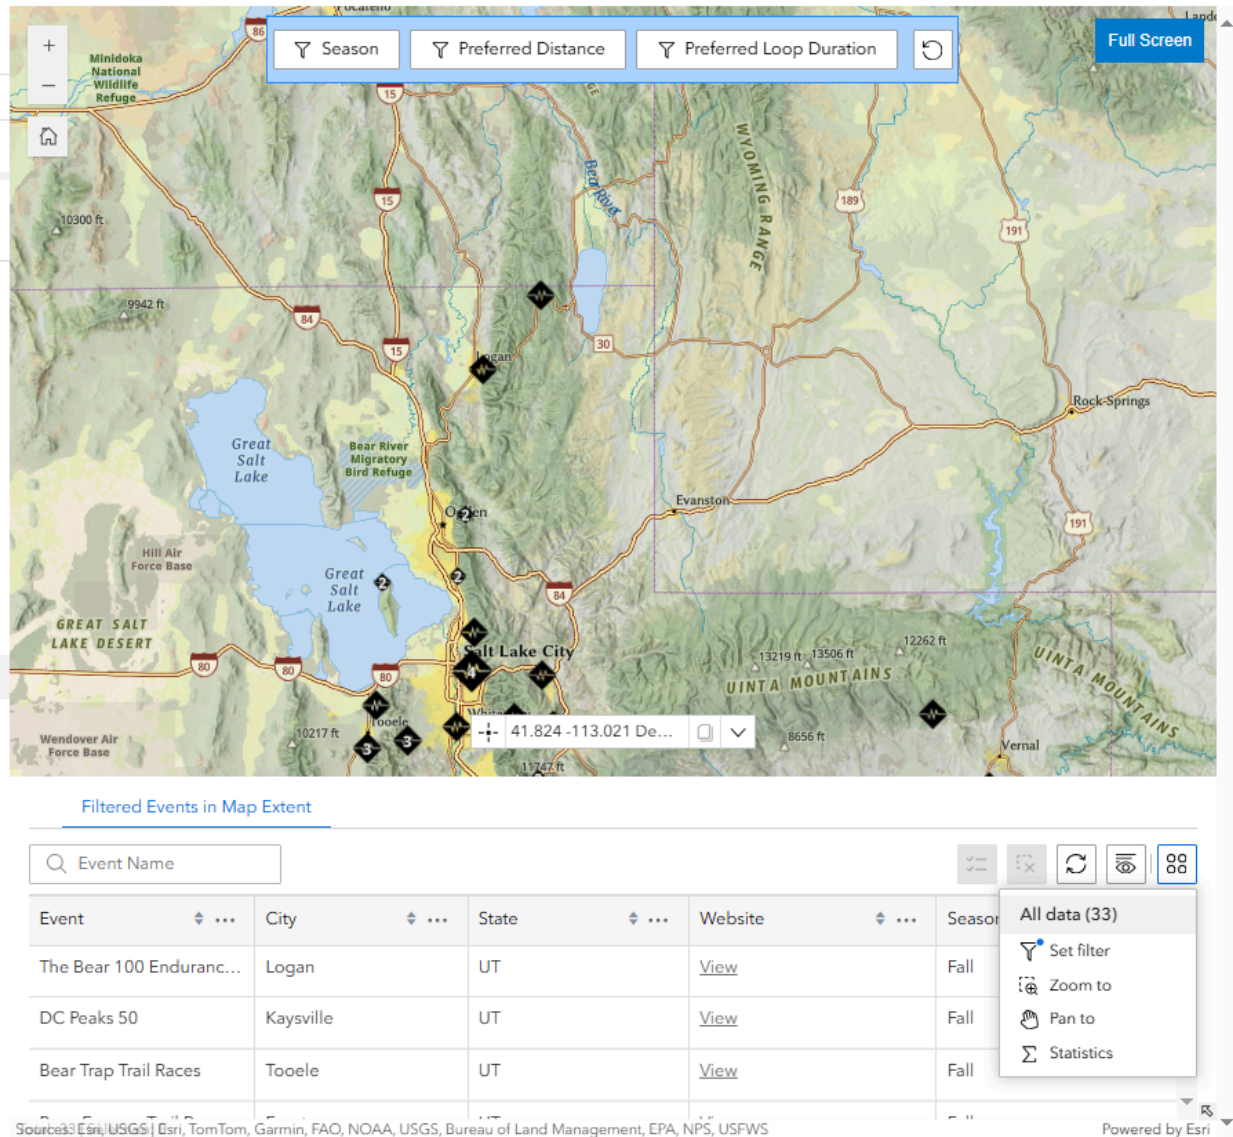 Pocatello
Lande
86
Season
Preferred Distance
Preferred Loop Duration
Full Screen
+
−
Minidoka
National
Wildlife
Refuge
15
Bear River
WYOMING RANGE
15
189
191
10300 ft
9942 ft
84
15
30
Logan
Rock Springs
Great
Salt
Lake
Bear River
Migratory
Bird Refuge
Evanston
Ogden
2
191
Hill Air
Force Base
Great
Salt
Lake
2
2
84
GREAT SALT
LAKE DESERT
80
80
80
Salt Lake City
4
13219 ft
13506 ft
12262 ft
UINTA MOUNTAINS
UINTA MOUNTAINS
Tooele
3
3
10217 ft
Wendover Air
Force Base
41.824 -113.021 De...
8656 ft
Vernal
11747 ft
Filtered Events in Map Extent
Event Name
Event
City
State
Website
Season
All data (33)
Set filter
Zoom to
Pan to
Statistics
The Bear 100 Enduranc...
Logan
UT
View
Fall
DC Peaks 50
Kaysville
UT
View
Fall
Bear Trap Trail Races
Tooele
UT
View
Fall
Sources: Esri, USGS | Esri, TomTom, Garmin, FAO, NOAA, USGS, Bureau of Land Management, EPA, NPS, USFWS
Powered by Esri